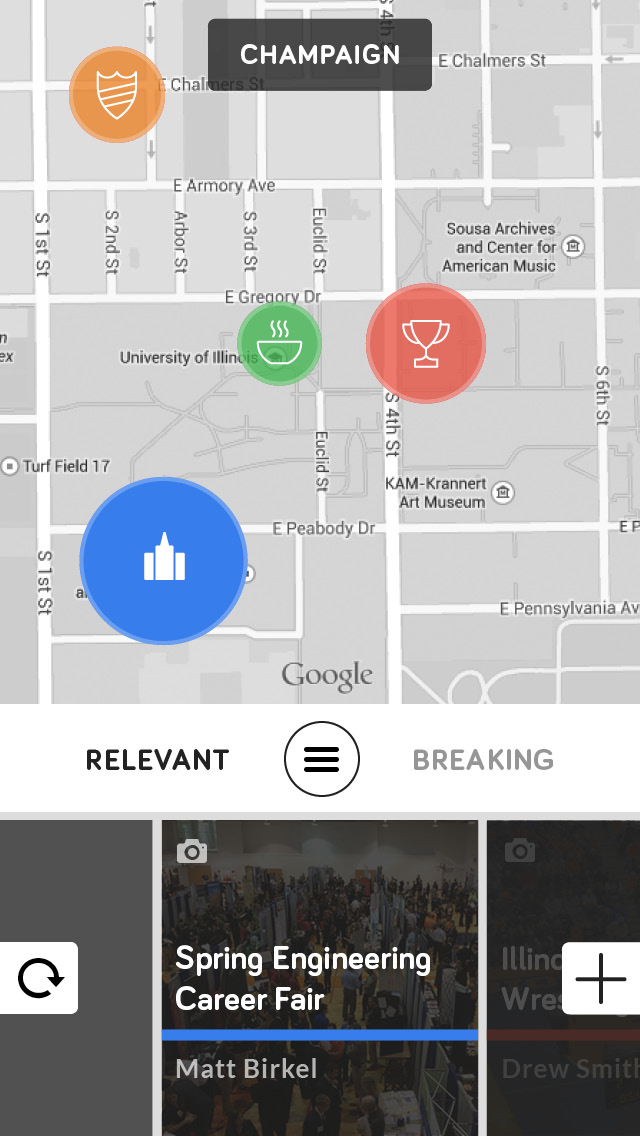 S 4th
CHAMPAIGN
E Chalmers St
E Chalmers St
E Armory Ave
S 1st St
S 2nd St
Arbor St
S 3rd St
Euclid St
Sousa Archives
and Center for
American Music
E Gregory Dr
University of Illinois
S 4th St
S 6th St
Euclid St
Turf Field 17
KAM-Krannert
Art Museum
E Peabody Dr
E P
S 1st St
E Pennsylvania Av
Google
RELEVANT
BREAKING
Spring Engineering
Career Fair
Matt Birkel
Illino
Wres
Drew Smith